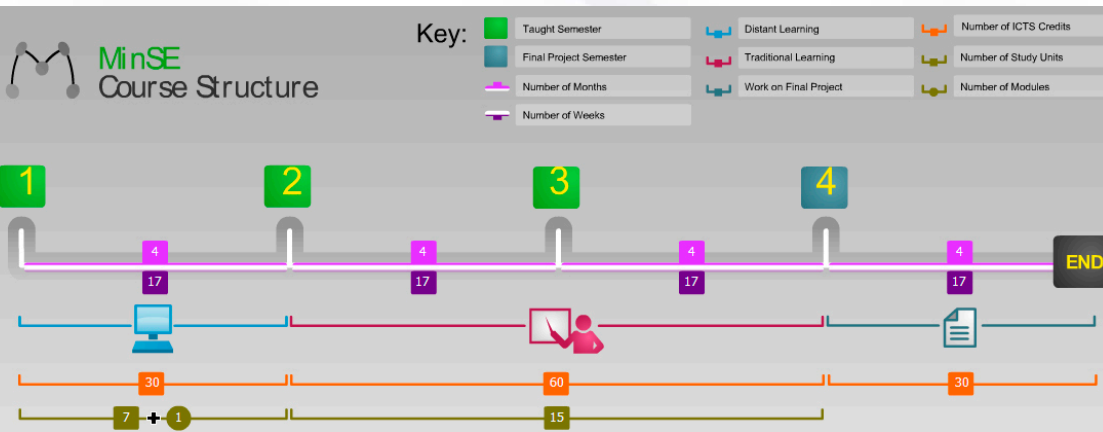 MinSE
Course Structure
Key:
Taught Semester
Final Project Semester
Number of Months
Number of Weeks
Distant Learning
Traditional Learning
Work on Final Project
Number of ICTS Credits
Number of Study Units
Number of Modules
1 2 3 4
4 4 4 4
END
17 17 17 17
30 60 30
7 + 1 15